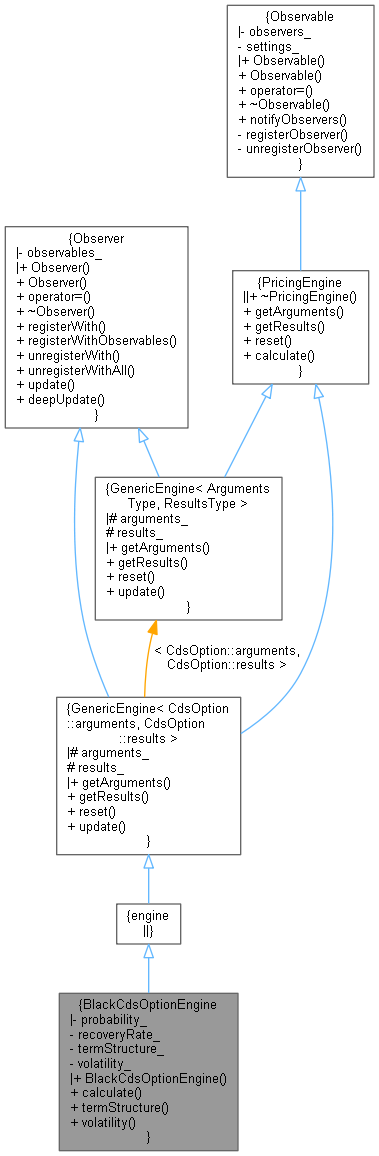 {Observable
|- observers_
- settings_
|+ Observable()
+ Observable()
+ operator=()
+ ~Observable()
+ notifyObservers()
- registerObserver()
- unregisterObserver()
}
{Observer
|- observables_
|+ Observer()
+ Observer()
+ operator=()
+ ~Observer()
+ registerWith()
+ registerWithObservables()
+ unregisterWith()
+ unregisterWithAll()
+ update()
+ deepUpdate()
}
{PricingEngine
||+ ~PricingEngine()
+ getArguments()
+ getResults()
+ reset()
+ calculate()
}
{GenericEngine< Arguments
Type, ResultsType >
|# arguments_
# results_
|+ getArguments()
+ getResults()
+ reset()
+ update()
}
< CdsOption::arguments,
CdsOption::results >
{GenericEngine< CdsOption
::arguments, CdsOption
::results >
|# arguments_
# results_
|+ getArguments()
+ getResults()
+ reset()
+ update()
}
{engine
||}
{BlackCdsOptionEngine
|- probability_
- recoveryRate_
- termStructure_
- volatility_
|+ BlackCdsOptionEngine()
+ calculate()
+ termStructure()
+ volatility()
}